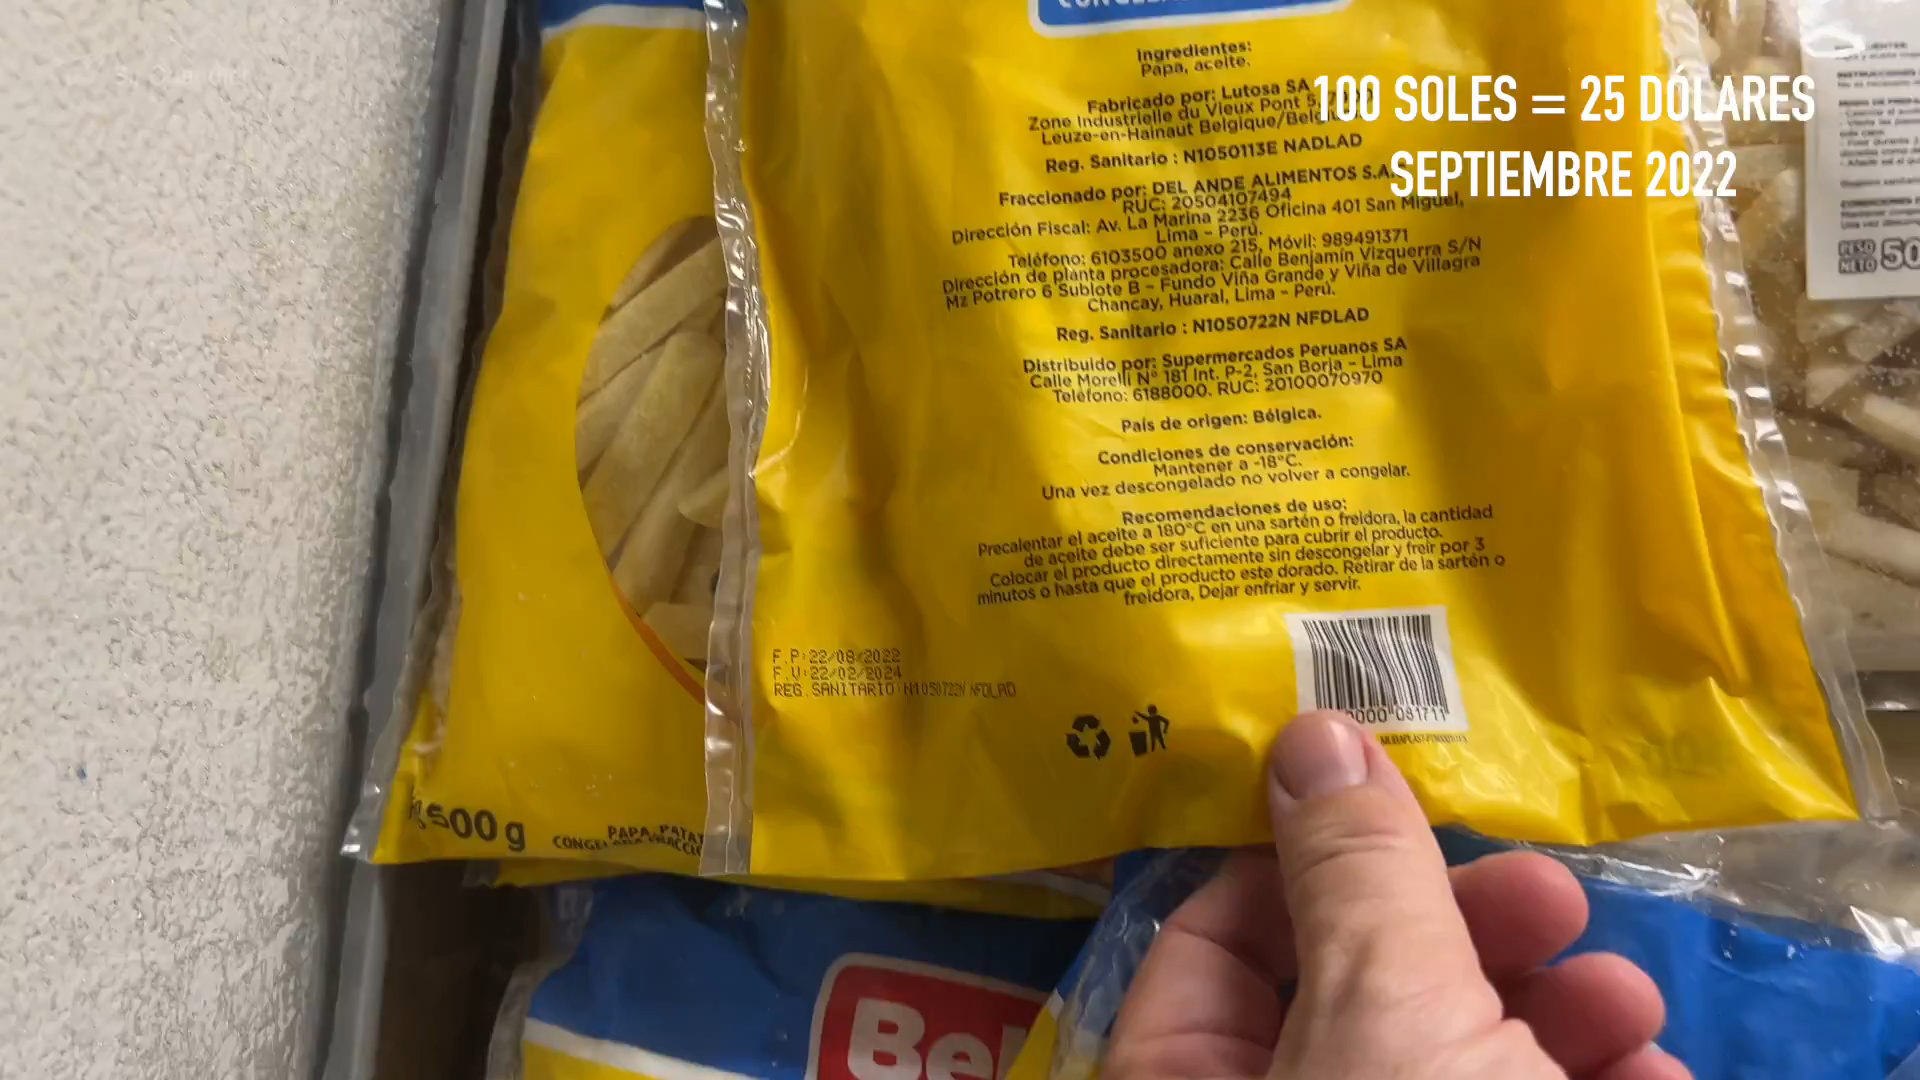 Ingredientes:
Papa, aceite.
Fabricado por: Lutosa SA
Zone Industrielle du Vieux Pont 5,
Leuze-en-Hainaut Belgique/
Reg. Sanitario : N1050113E NADLAD
Fraccionado por: DEL ANDE ALIMENTOS
RUC: 20504107494
Dirección Fiscal: Av. La Marina 2236 Oficina 401 San Miguel,
Lima - Perú.
Teléfono: 6103500 anexo 215, Móvil: 989491371
Dirección de planta procesadora: Calle Benjamín Vizquerra S/N
Mz Potrero 6 Sublote B - Fundo Viña Grande y Viña de Villagra
Chancay, Huaral, Lima - Perú.
Reg. Sanitario : N1050722N NFDLAD
Distribuido por: Supermercados Peruanos SA
Calle Morelli N° 181 Int. P-2, San Borja - Lima
Teléfono: 6188000. RUC: 20100070970
País de origen: Bélgica.
Condiciones de conservación:
Mantener a -18°C.
Una vez descongelado no volver a congelar.
Recomendaciones de uso:
Precalentar el aceite a 180°C en una sartén o freidora, la cantidad
de aceite debe ser suficiente para cubrir el producto.
Colocar el producto directamente sin descongelar y freír por 3
minutos o hasta que el producto este dorado. Retirar de la sartén o
freidora, Dejar enfriar y servir.
100 SOLES = 25 DÓLARES
SEPTIEMBRE 2022
F.P:22/08/2022
F.V:22/02/2024
REG.SANITARIO:N1050722N NFDLAD
0000 081711
500 g
PESO
NETO